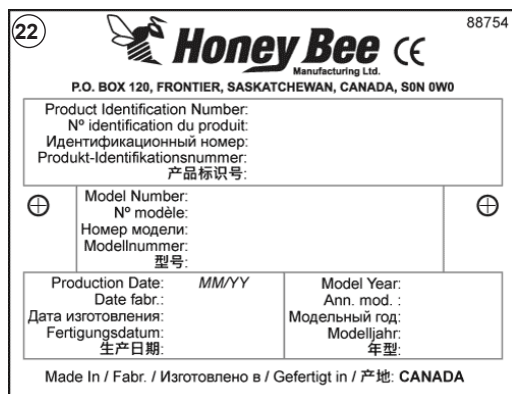 22
88754
Honey Bee CE
Manufacturing Ltd.
P.O. BOX 120, FRONTIER, SASKATCHEWAN, CANADA, S0N 0W0
Product Identification Number:
Nº identification du produit:
Идентификационный номер:
Produkt-Identifikationsnummer:
产品标识号:
Model Number:
Nº modèle:
Номер модели:
Modellnummer:
型号:
Production Date: MM/YY
Date fabr.:
Дата изготовления:
Fertigungsdatum:
生产日期:
Model Year:
Ann. mod. :
Модельный год:
Modelljahr:
年型:
Made In / Fabr. / Изготовлено в / Gefertigt in / 产地: CANADA